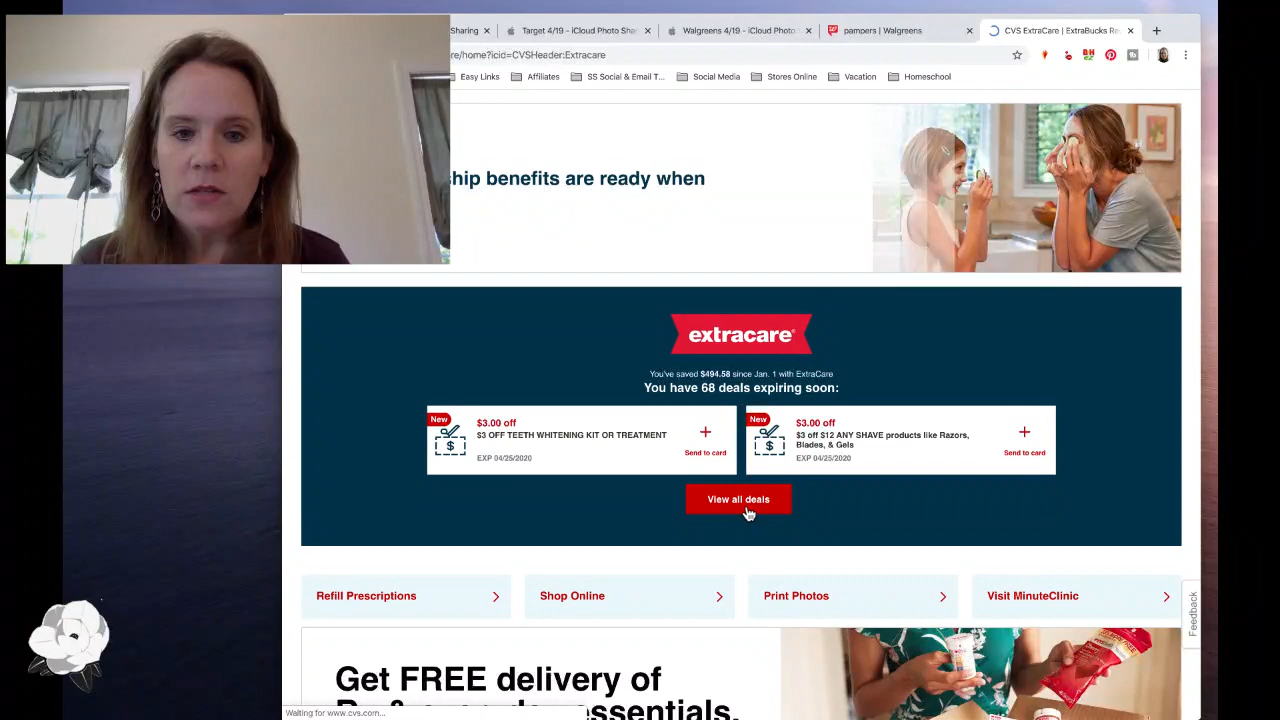 Sharing
Target 4/19 - iCloud Photo Sha
Walgreens 4/19 - iCloud Photo
pampers | Walgreens
CVS ExtraCare | ExtraBucks Re
re/home?icid=CVSHeader:Extracare
Easy Links
Affiliates
SS Social & Email T...
Social Media
Stores Online
Vacation
Homeschool
ship benefits are ready when
extracare
You've saved $494.58 since Jan. 1 with ExtraCare
You have 68 deals expiring soon:
New
$3.00 off
$3 OFF TEETH WHITENING KIT OR TREATMENT
EXP 04/25/2020
Send to card
New
$3.00 off
$3 off $12 ANY SHAVE products like Razors,
Blades, & Gels
EXP 04/25/2020
Send to card
View all deals
Refill Prescriptions
Shop Online
Print Photos
Visit MinuteClinic
Feedback
Get FREE delivery of
essentials.
Waiting for www.cvs.com...